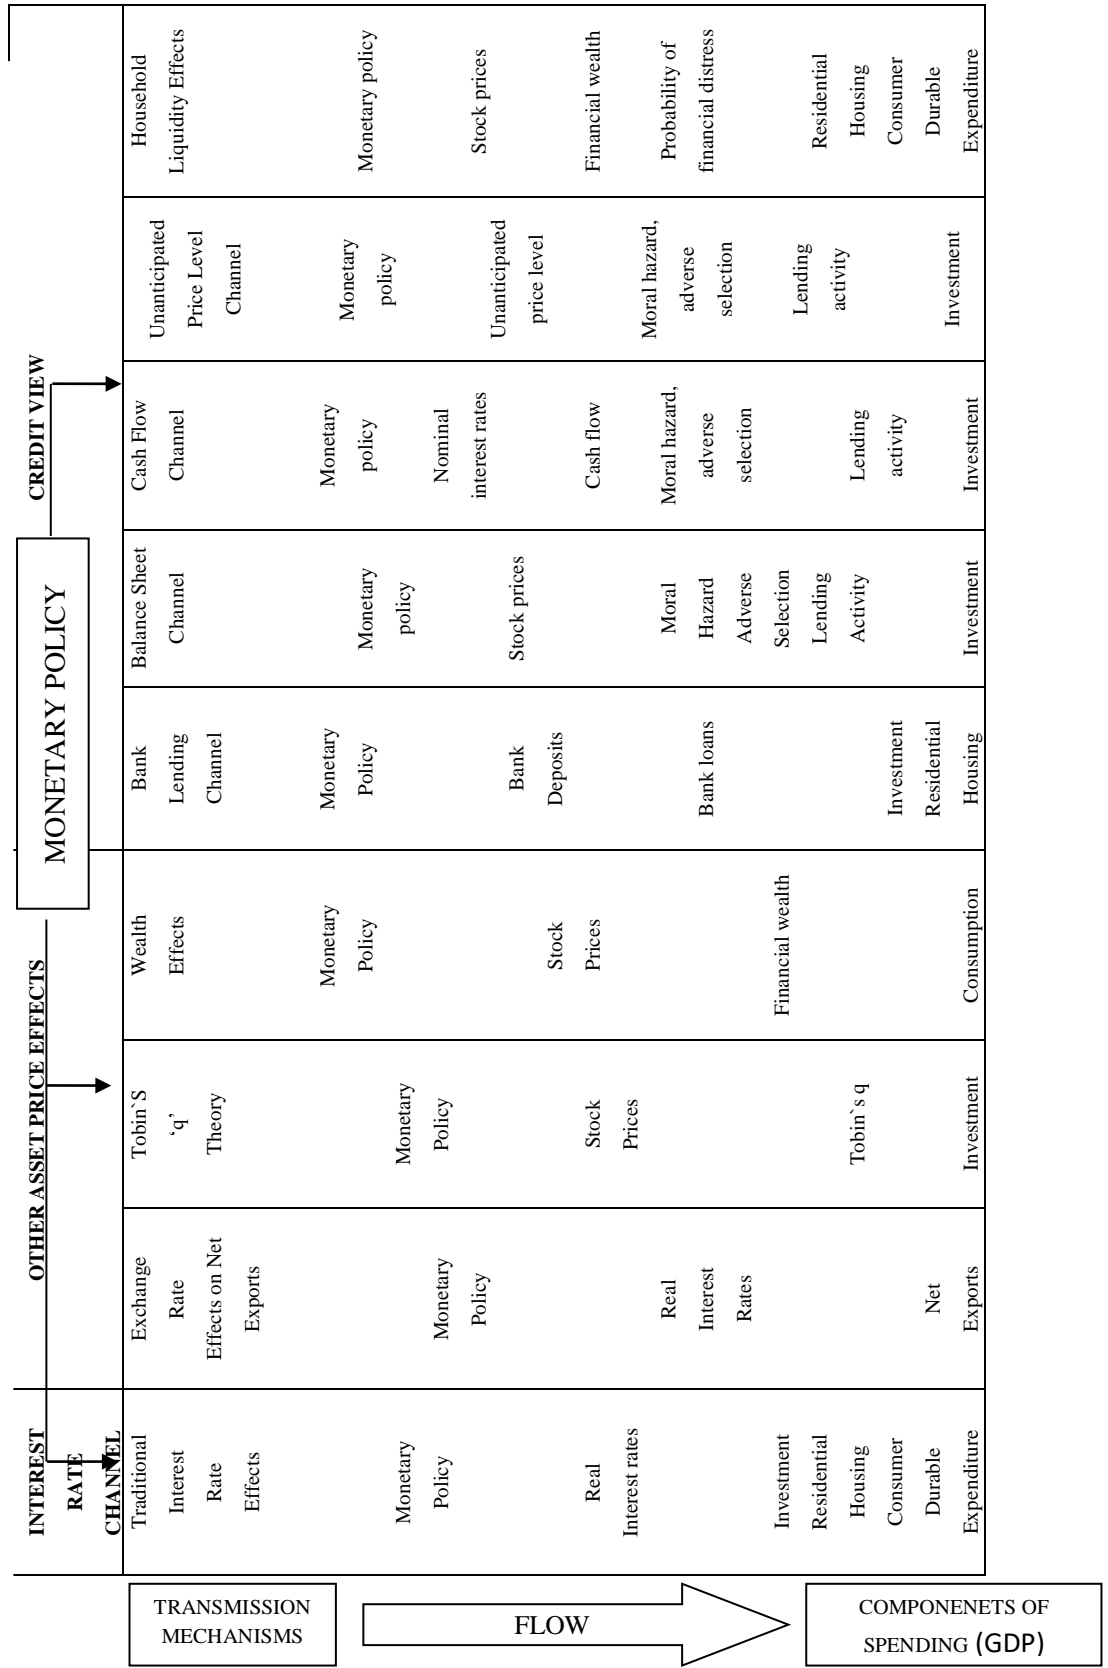 MONETARY POLICY
INTEREST
RATE
CHANNEL
OTHER ASSET PRICE EFFECTS
CREDIT VIEW
Traditional
Interest
Rate
Effects
Monetary
Policy
Real
Interest rates
Investment
Residential
Housing
Consumer
Durable
Expenditure
Exchange
Rate
Effects on Net
Exports
Monetary
Policy
Real
Interest
Rates
Net
Exports
Tobin`S
‘q’
Theory
Monetary
Policy
Stock
Prices
Tobin`s q
Investment
Wealth
Effects
Monetary
Policy
Stock
Prices
Financial wealth
Consumption
Bank
Lending
Channel
Monetary
Policy
Bank
Deposits
Bank loans
Investment
Residential
Housing
Balance Sheet
Channel
Monetary
policy
Stock prices
Moral
Hazard
Adverse
Selection
Lending
Activity
Investment
Cash Flow
Channel
Monetary
policy
Nominal
interest rates
Cash flow
Moral hazard,
adverse
selection
Lending
activity
Investment
Unanticipated
Price Level
Channel
Monetary
policy
Unanticipated
price level
Moral hazard,
adverse
selection
Lending
activity
Investment
Household
Liquidity Effects
Monetary policy
Stock prices
Financial wealth
Probability of
financial distress
Residential
Housing
Consumer
Durable
Expenditure
TRANSMISSION
MECHANISMS
FLOW
COMPONENETS OF
SPENDING (GDP)